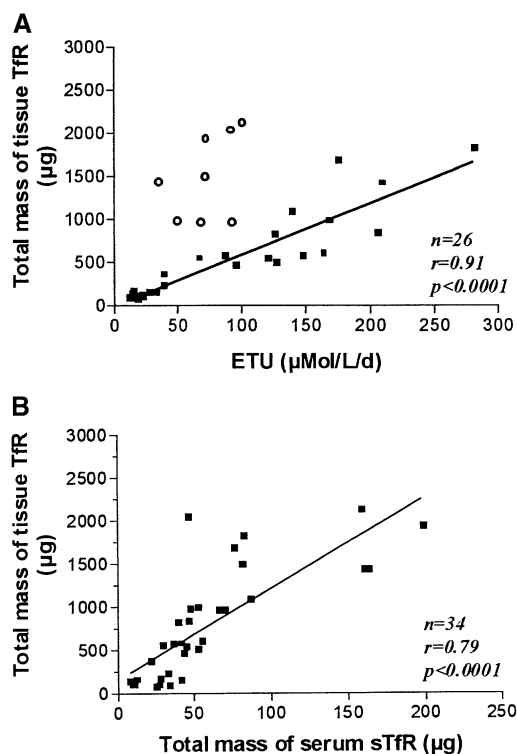 A
Total mass of tissue TfR
(µg)
3000
2500
2000
1500
1000
500
0
n=26
r=0.91
p<0.0001
0 50 100 150 200 250 300
ETU (µMol/L/d)
B
Total mass of tissue TfR
(µg)
3000
2500
2000
1500
1000
500
0
n=34
r=0.79
p<0.0001
0 50 100 150 200 250
Total mass of serum sTfR (µg)